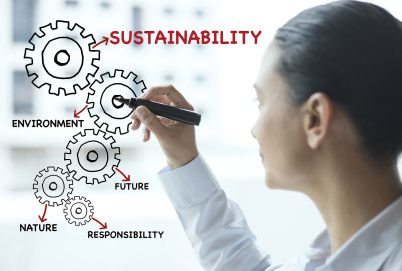 SUSTAINABILITY
ENVIRONMENT
FUTURE
NATURE
RESPONSIBILITY